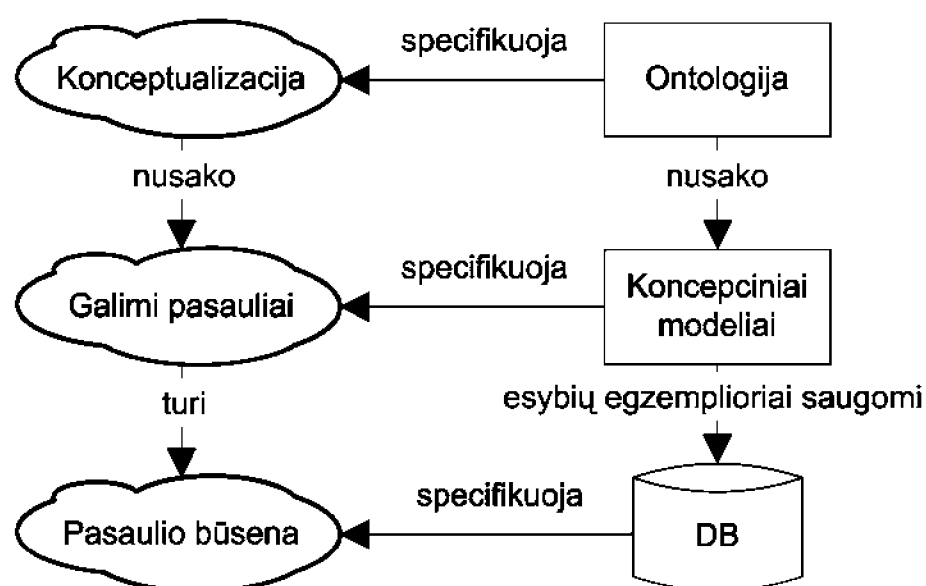 specifikuoja
Konceptualizacija
Ontologija
nusako
nusako
specifikuoja
Galimi pasauliai
Koncepciniai
modeliai
turi
esybių egzemplioriai saugomi
specifikuoja
Pasaulio būsena
DB